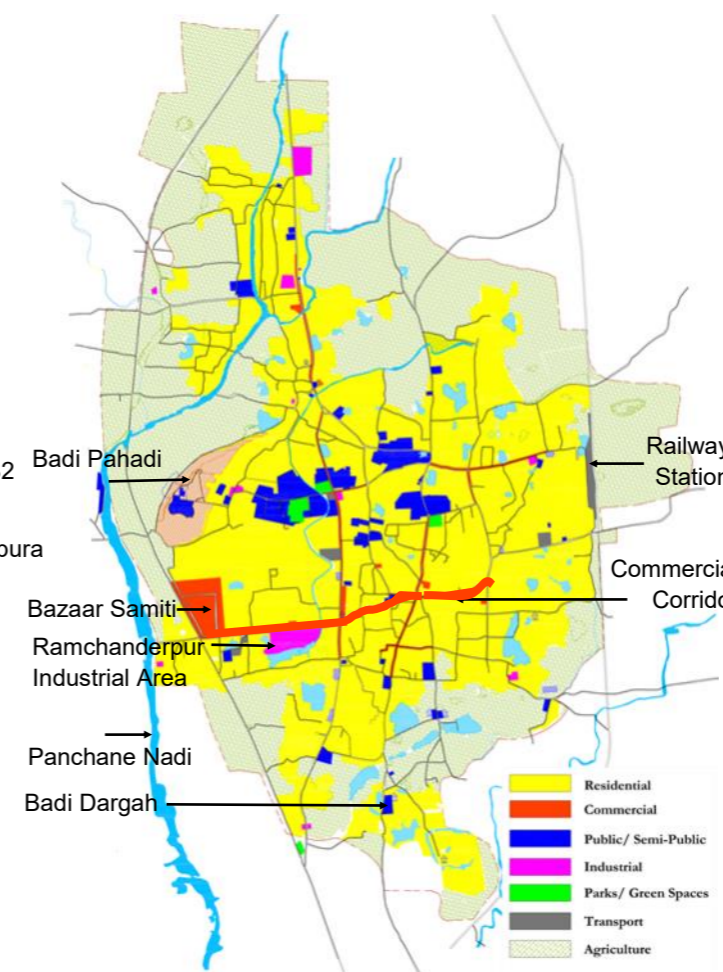 Badi Pahadi
Railway
Station
Commercia
Corrido
Bazaar Samiti
Ramchanderpur
Industrial Area
Panchane Nadi
Badi Dargah
Residential
Commercial
Public/ Semi-Public
Industrial
Parks/ Green Spaces
Transport
Agriculture